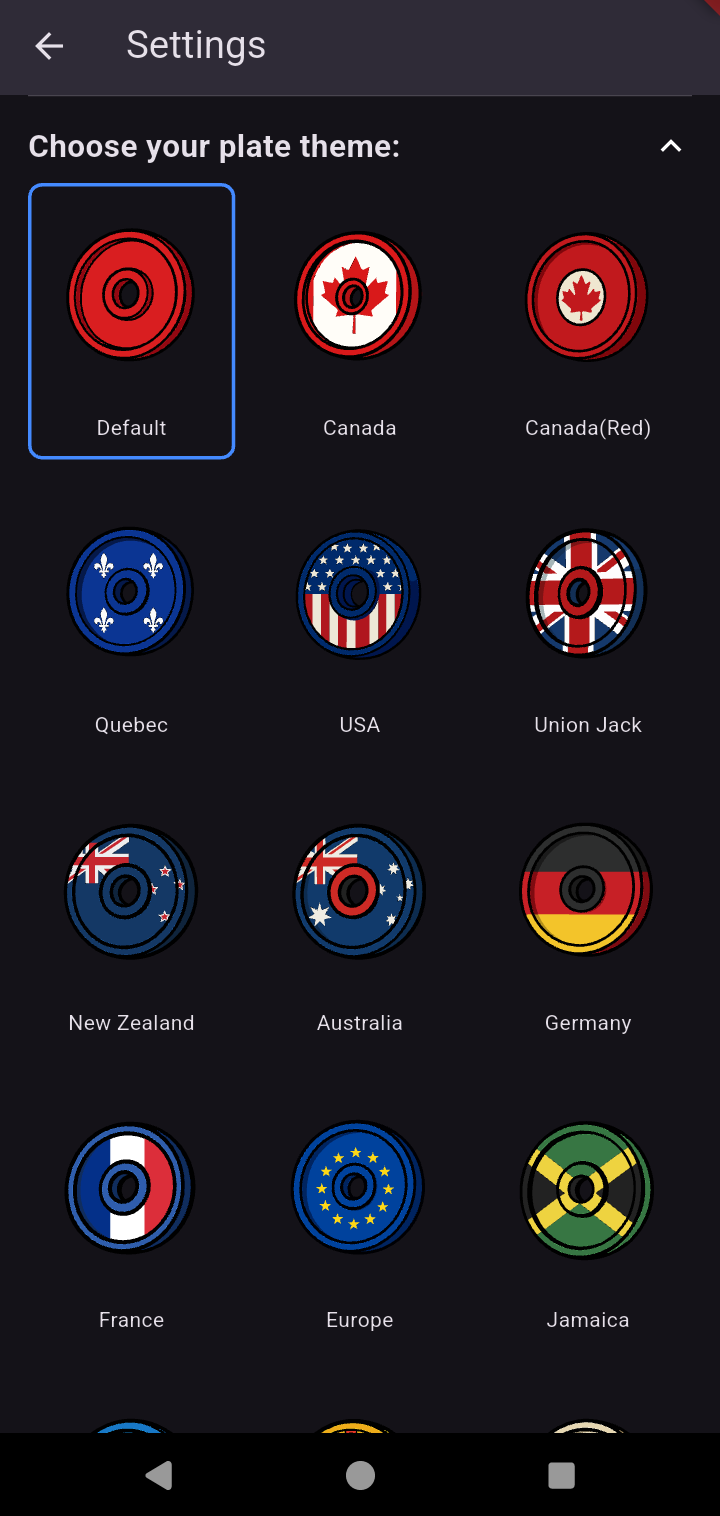 Settings
Choose your plate theme:
Default
Canada
Canada(Red)
Quebec
USA
Union Jack
New Zealand
Australia
Germany
France
Europe
Jamaica